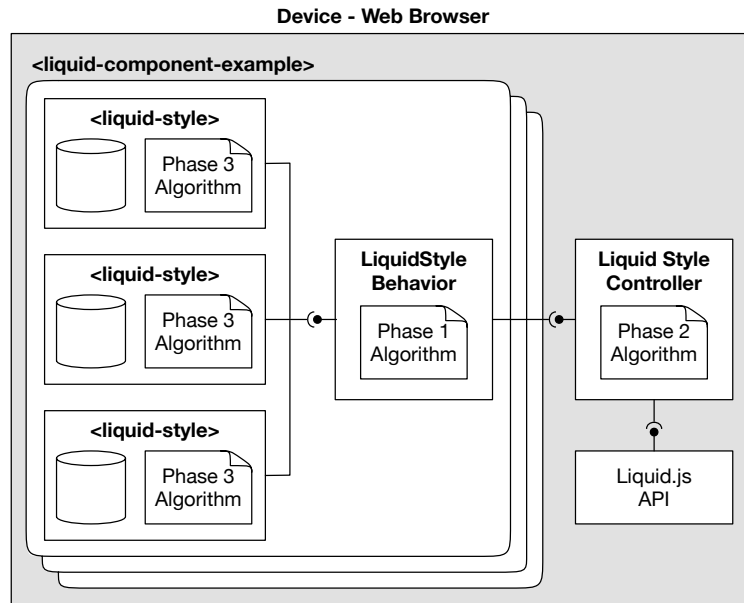 Device - Web Browser
<liquid-component-example>
<liquid-style>
Phase 3
Algorithm
<liquid-style>
Phase 3
Algorithm
<liquid-style>
Phase 3
Algorithm
LiquidStyle
Behavior
Phase 1
Algorithm
Liquid Style
Controller
Phase 2
Algorithm
Liquid.js
API